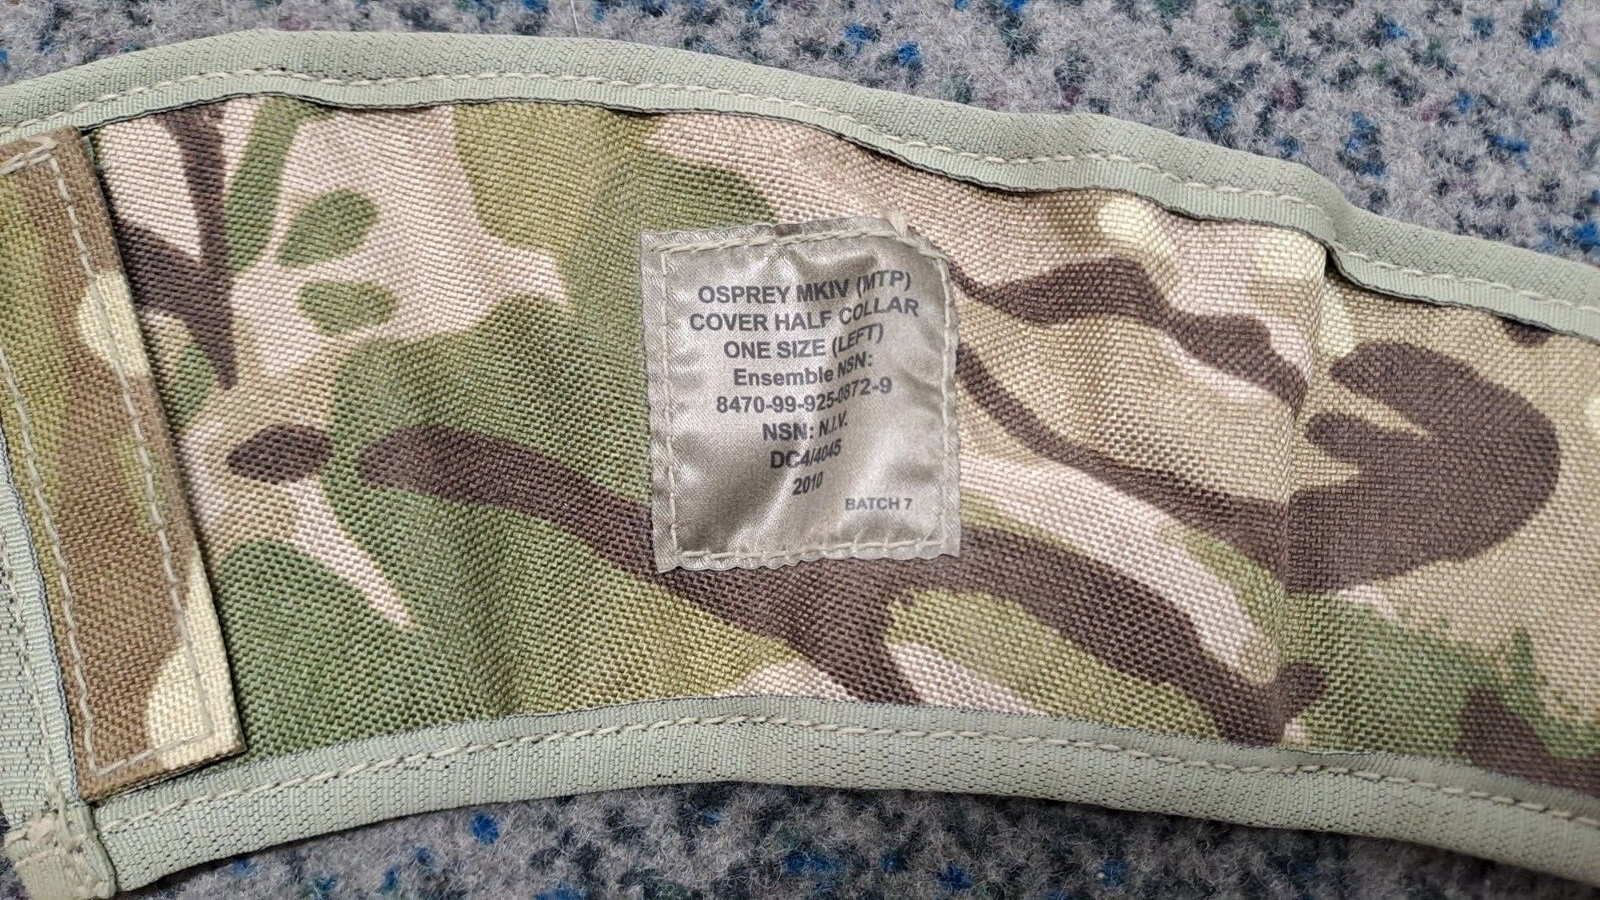 OSPREY MKIV (MTP)
COVER HALF COLLAR
ONE SIZE (LEFT)
Ensemble NSN:
8470-99-925-0872-9
NSN: N.I.V.
DC4/4045
2010
BATCH 7